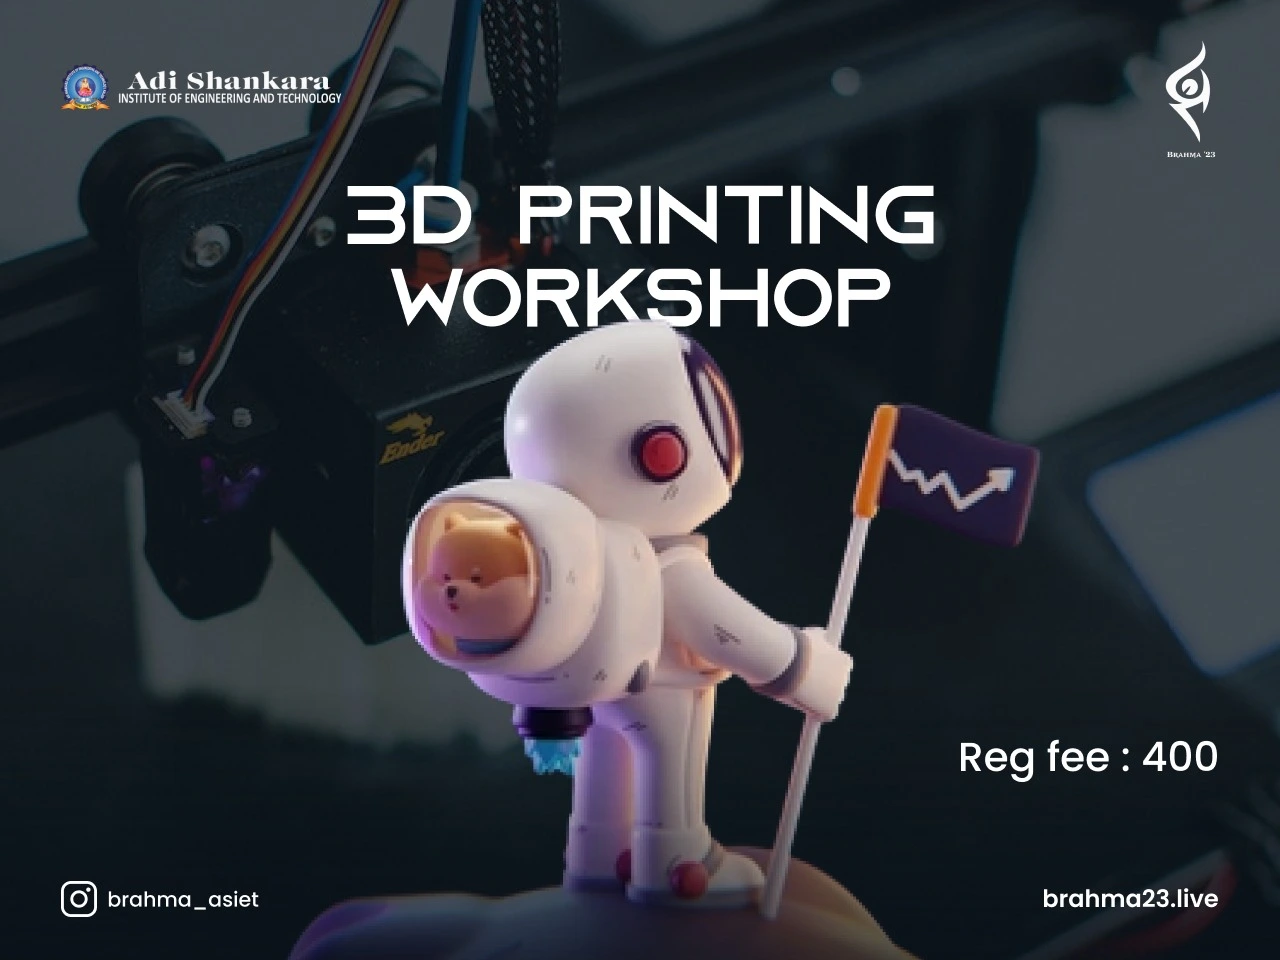 Adi Shankara
INSTITUTE OF ENGINEERING AND TECHNOLOGY
BRAHMA '23
3D PRINTING
WORKSHOP
Ender
Reg fee : 400
brahma_asiet
brahma23.live